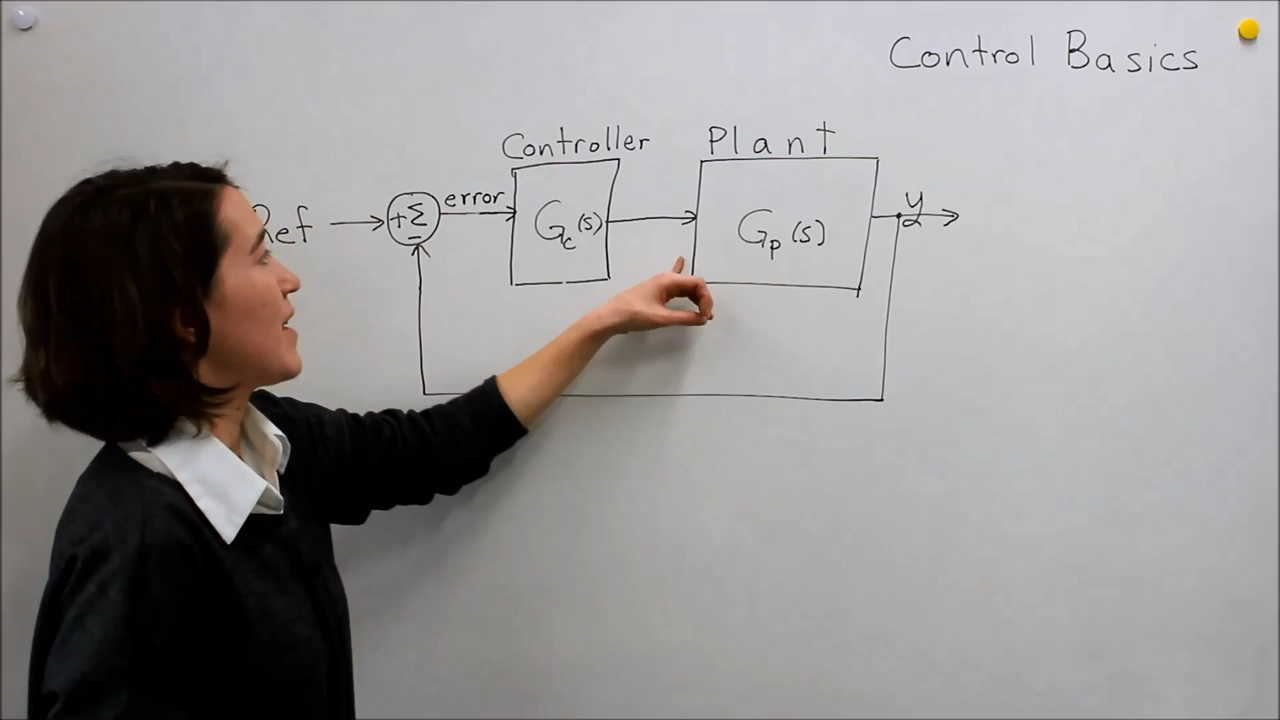 Control Basics
Controller Plant
Ref + Σ - error Gc(s) Gp(s) y